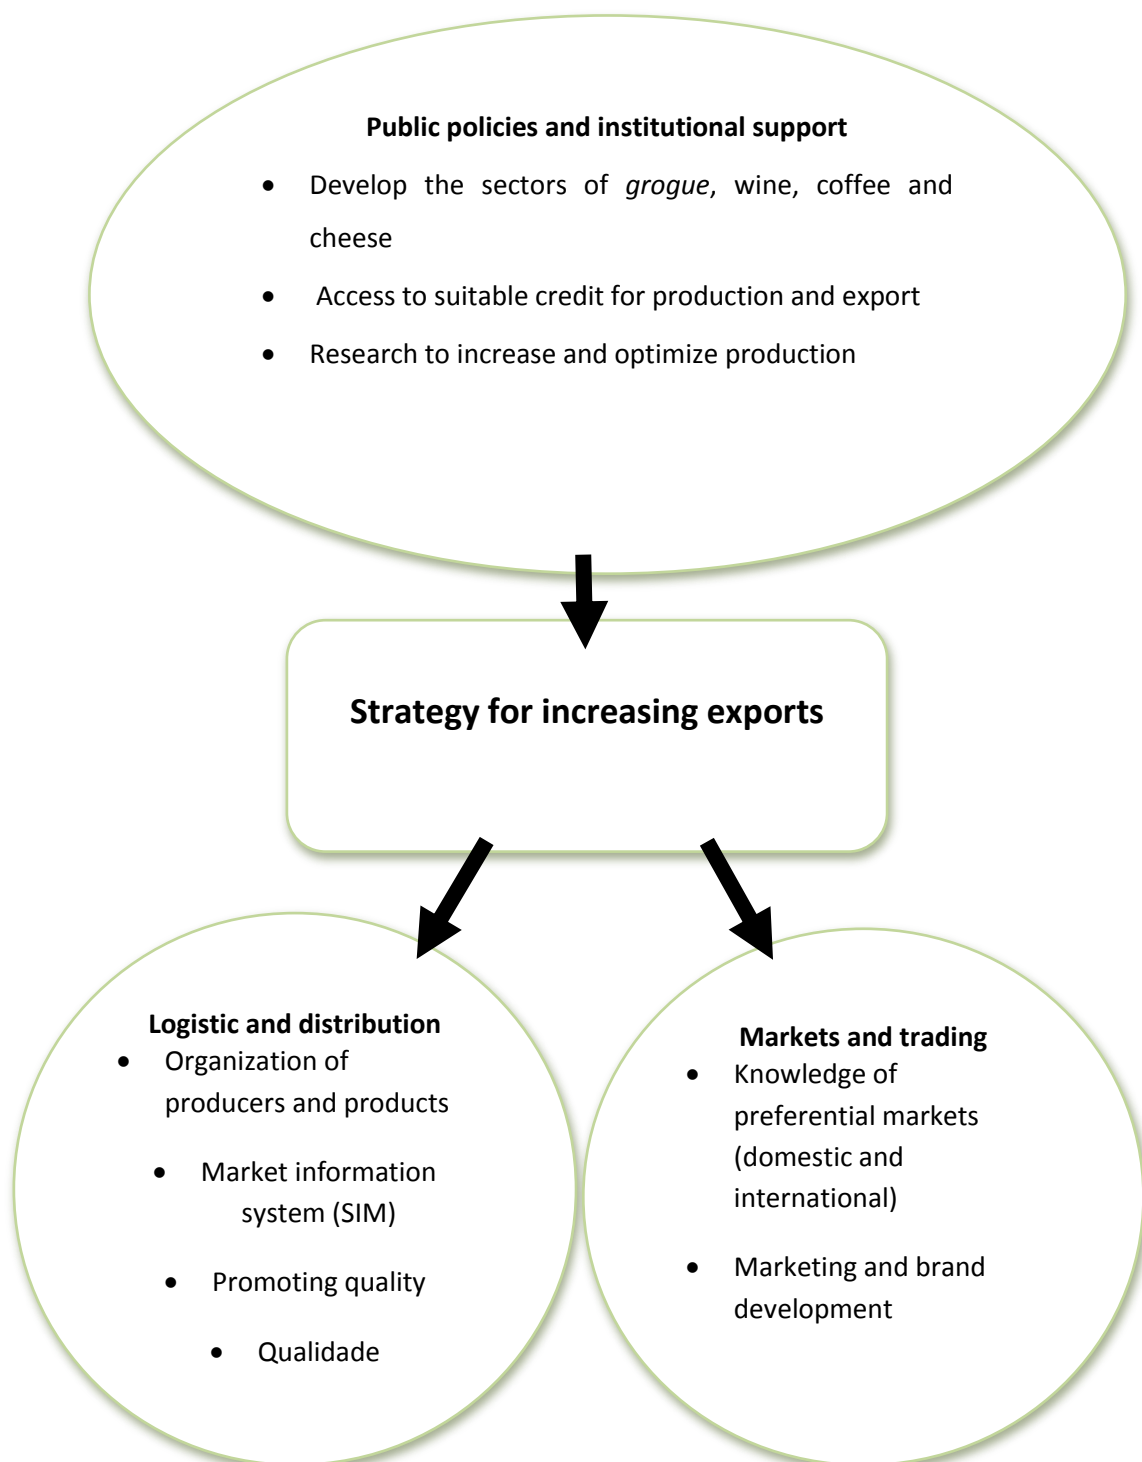 Public policies and institutional support
• Develop the sectors of grogue, wine, coffee and
cheese
• Access to suitable credit for production and export
• Research to increase and optimize production
Strategy for increasing exports
Logistic and distribution
• Organization of
producers and products
• Market information
system (SIM)
• Promoting quality
• Qualidade
Markets and trading
• Knowledge of
preferential markets
(domestic and
international)
• Marketing and brand
development